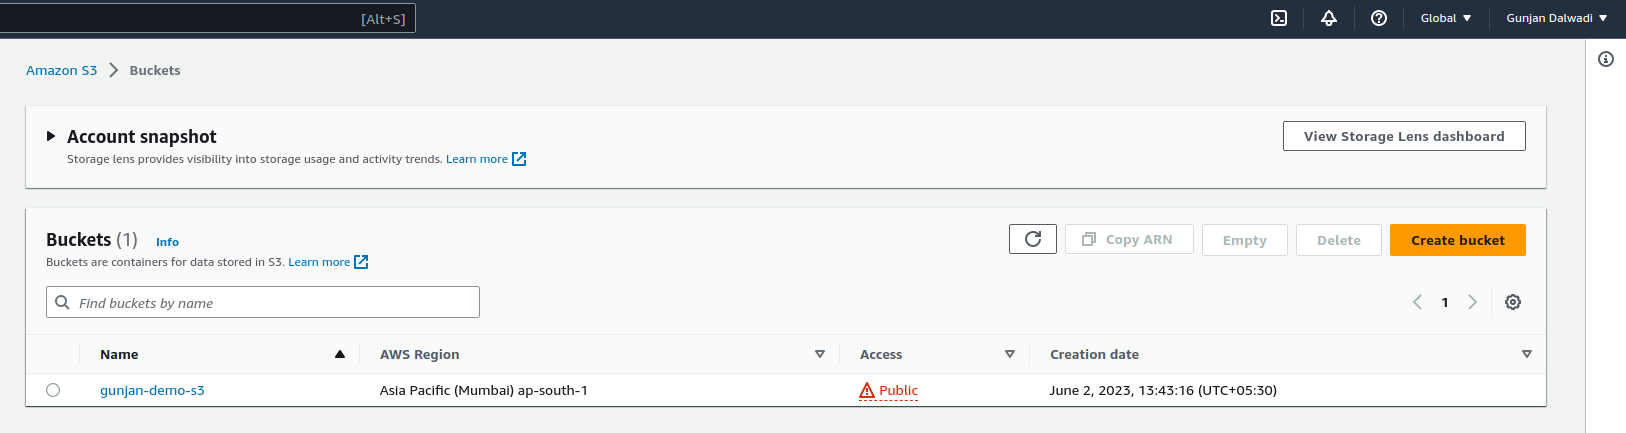 [Alt+S] Global Gunjan Dalwadi
Amazon S3 Buckets
Account snapshot
View Storage Lens dashboard
Storage lens provides visibility into storage usage and activity trends. Learn more
Buckets (1) Info
Copy ARN Empty Delete Create bucket
Buckets are containers for data stored in S3. Learn more
Find buckets by name
1
Name AWS Region Access Creation date
gunjan-demo-s3 Asia Pacific (Mumbai) ap-south-1 Public June 2, 2023, 13:43:16 (UTC+05:30)